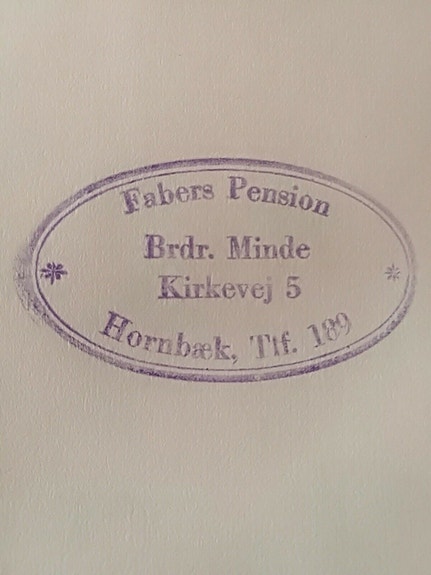 Fabers Pension
Brdr. Minde
Kirkevej 5
Hornbæk, Tlf. 189